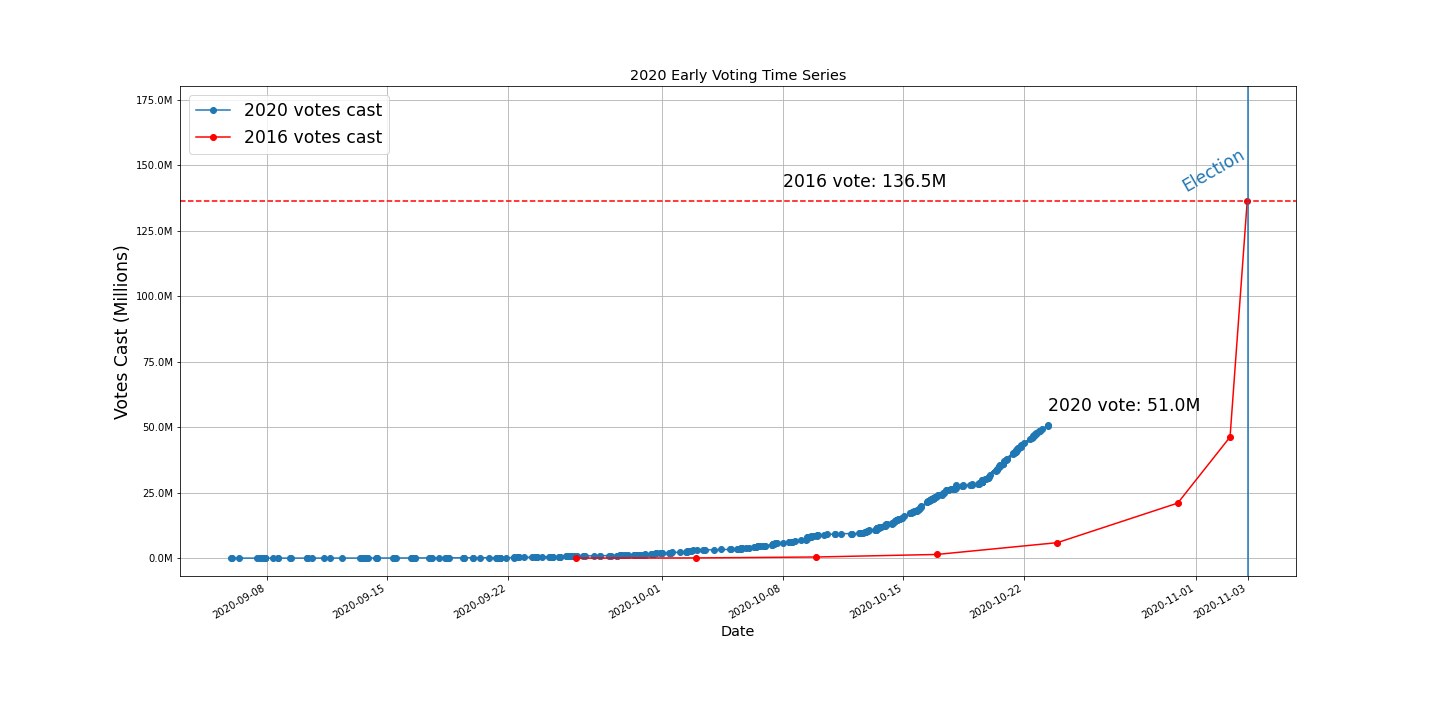 2020 Early Voting Time Series
175.0M
150.0M
125.0M
100.0M
75.0M
50.0M
25.0M
0.0M
Votes Cast (Millions)
2020 votes cast
2016 votes cast
2016 vote: 136.5M
Election
2020 vote: 51.0M
2020-09-08
2020-09-15
2020-09-22
2020-10-01
2020-10-08
2020-10-15
2020-10-22
2020-11-01
2020-11-03
Date